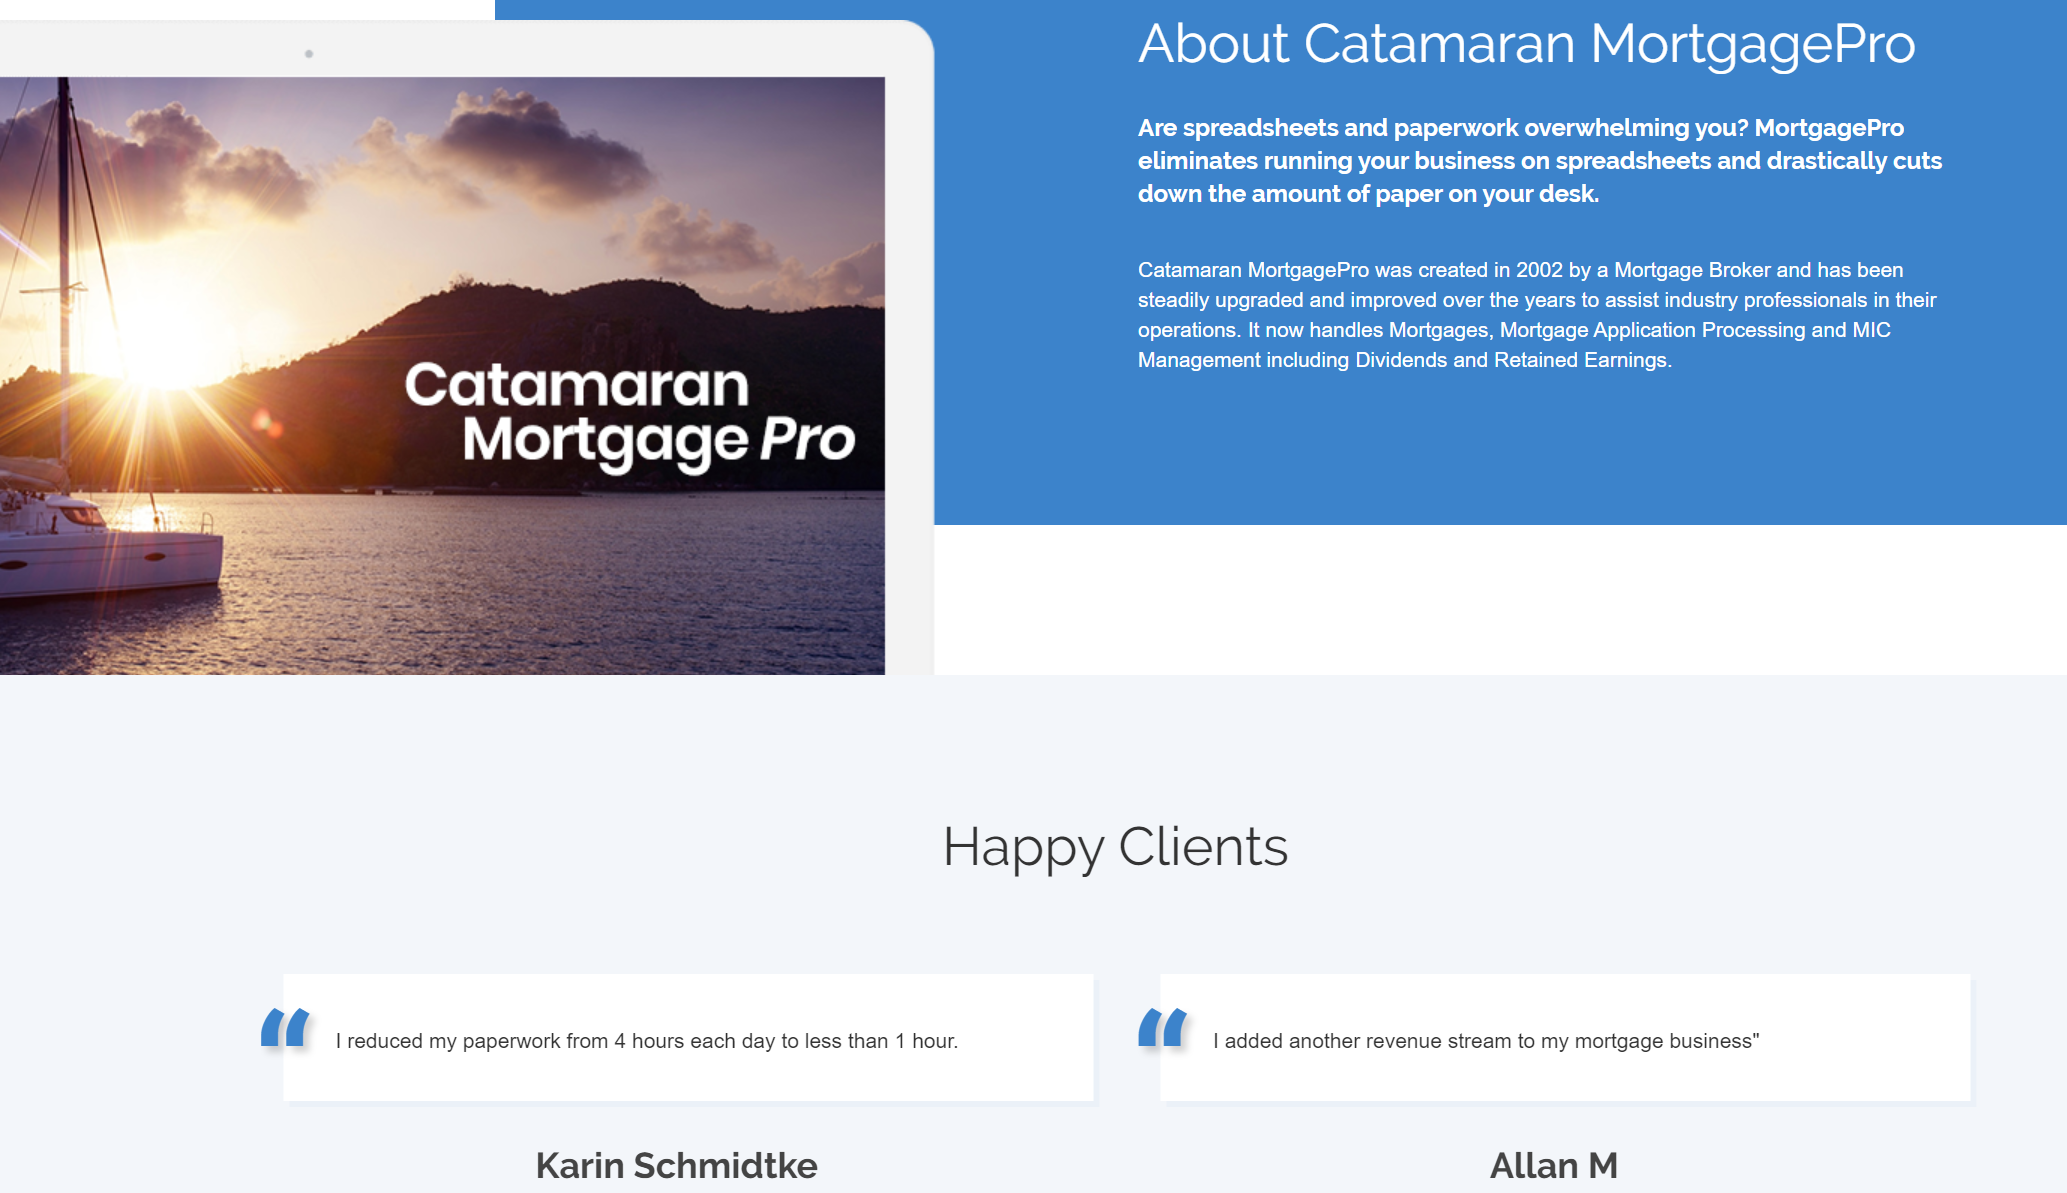 About Catamaran MortgagePro
Are spreadsheets and paperwork overwhelming you? MortgagePro
eliminates running your business on spreadsheets and drastically cuts
down the amount of paper on your desk.
Catamaran MortgagePro was created in 2002 by a Mortgage Broker and has been
steadily upgraded and improved over the years to assist industry professionals in their
operations. It now handles Mortgages, Mortgage Application Processing and MIC
Management including Dividends and Retained Earnings.
Catamaran
Mortgage Pro
Happy Clients
“ I reduced my paperwork from 4 hours each day to less than 1 hour.
Karin Schmidtke
“ I added another revenue stream to my mortgage business"
Allan M